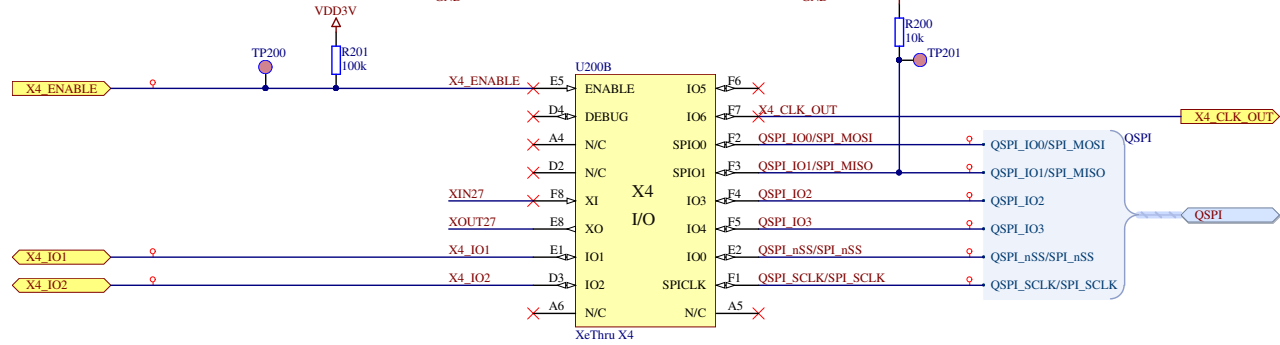 VDD3V
R200
10k
TP200
R201
100k
TP201
U200B
X4_ENABLE
X4_ENABLE
E5
ENABLE
IO5
F6
D4
DEBUG
IO6
F7
X4_CLK_OUT
X4_CLK_OUT
A4
N/C
SPIO0
F2
QSPI_IO0/SPI_MOSI
QSPI_IO0/SPI_MOSI
QSPI
D2
N/C
SPIO1
F3
QSPI_IO1/SPI_MISO
QSPI_IO1/SPI_MISO
X4
I/O
XIN27
F8
XI
IO3
F4
QSPI_IO2
QSPI_IO2
QSPI
XOUT27
E8
XO
IO4
F5
QSPI_IO3
QSPI_IO3
X4_IO1
X4_IO1
E1
IO1
IO0
E2
QSPI_nSS/SPI_nSS
QSPI_nSS/SPI_nSS
X4_IO2
X4_IO2
D3
IO2
SPICLK
F1
QSPI_SCLK/SPI_SCLK
QSPI_SCLK/SPI_SCLK
A6
N/C
N/C
A5
XeThru X4